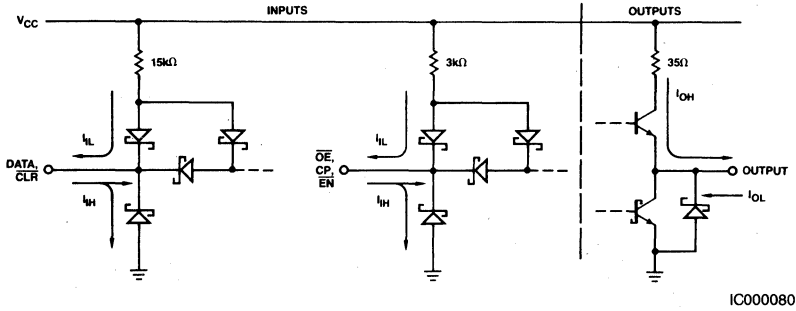 INPUTS
OUTPUTS
VCC
15kΩ
3kΩ
35Ω
IOH
IIL
IIL
DATA,
CLR
OE,
CP,
EN
OUTPUT
IIH
IIH
IOL
IC000080